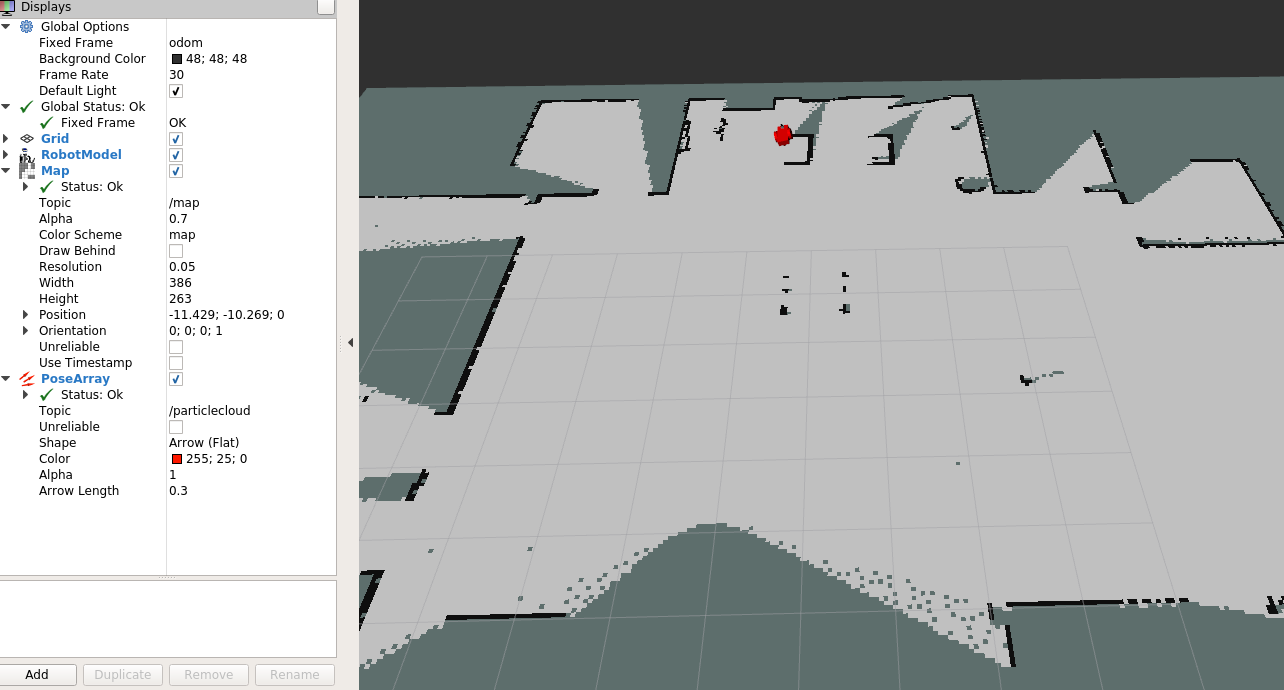 Displays
Global Options
Fixed Frame odom
Background Color 48; 48; 48
Frame Rate 30
Default Light
Global Status: Ok
Fixed Frame OK
Grid
RobotModel
Map
Status: Ok
Topic /map
Alpha 0.7
Color Scheme map
Draw Behind
Resolution 0.05
Width 386
Height 263
Position -11.429; -10.269; 0
Orientation 0; 0; 0; 1
Unreliable
Use Timestamp
PoseArray
Status: Ok
Topic /particlecloud
Unreliable
Shape Arrow (Flat)
Color 255; 25; 0
Alpha 1
Arrow Length 0.3
Add Duplicate Remove Rename